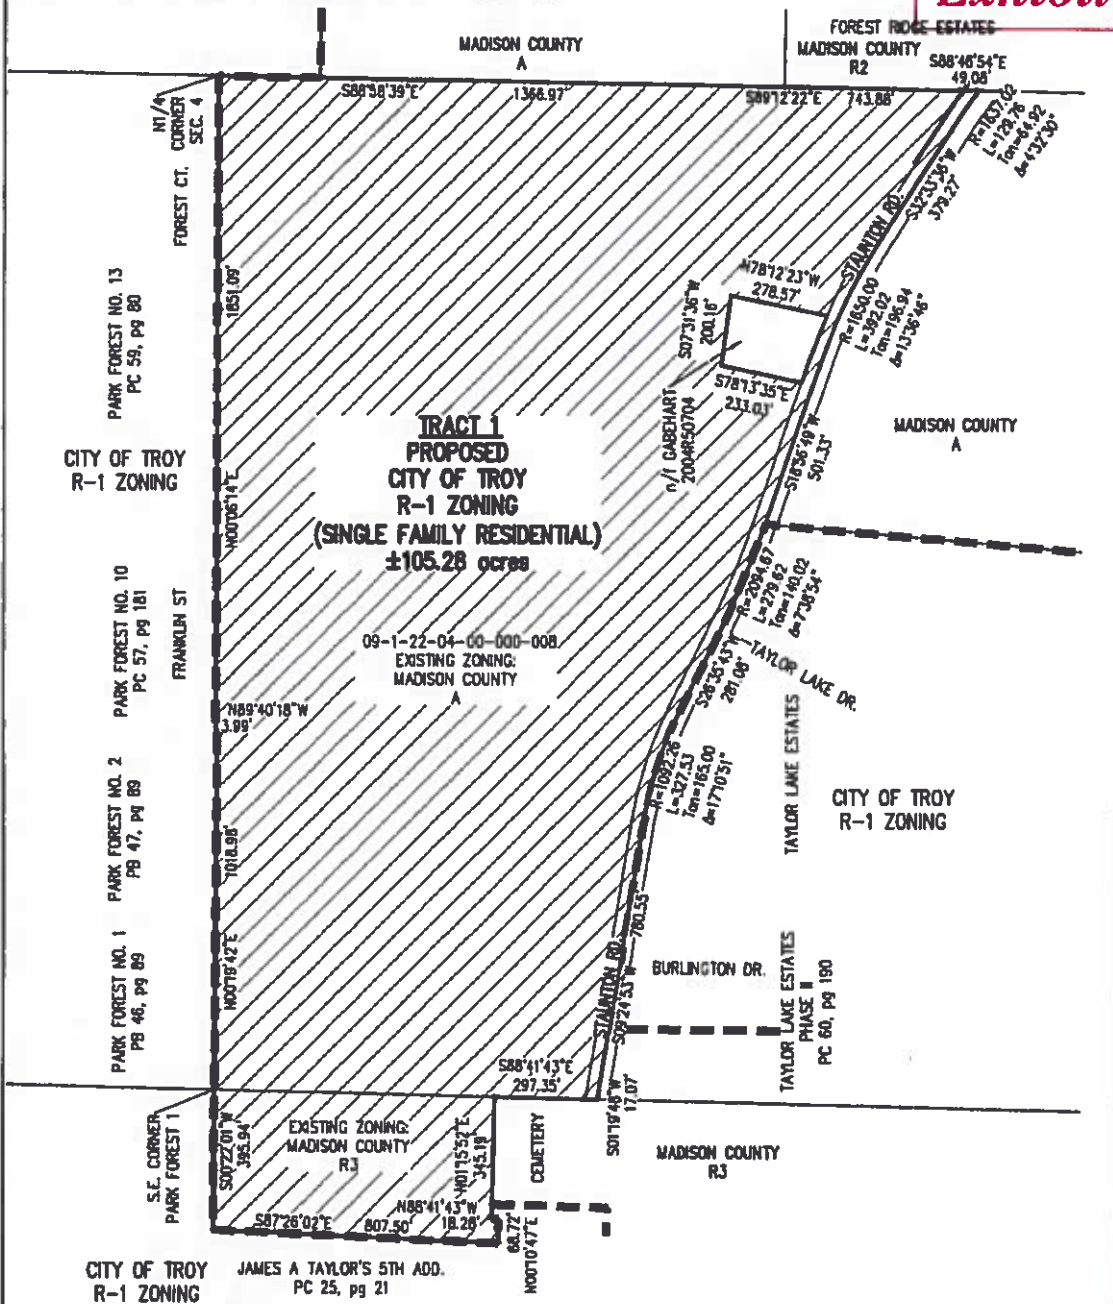 MADISON COUNTY
A
FOREST RIDGE ESTATES
MADISON COUNTY
R2
S88°46'54"E
49.08'
S88°58'39"E
1366.97'
S89°12'22"E
743.88'
N1/4
CORNER
SEC. 4
FOREST CT.
R=1637.02
L=129.76
Tan=64.92
Δ=4°32'30"
S32°33'36"W
379.27'
STAUNTON RD.
1651.09'
PARK FOREST NO. 13
PC 59, pg 80
N78°12'23"W
278.57'
S07°31'36"W
200.16'
S78°13'35"E
233.03'
R=1650.00
L=392.02
Tan=196.94
Δ=13°36'46"
n/f GABEHART
2004R50704
MADISON COUNTY
A
S18°56'49"W
501.33'
CITY OF TROY
R-1 ZONING
N00°06'14"E
TRACT 1
PROPOSED
CITY OF TROY
R-1 ZONING
(SINGLE FAMILY RESIDENTIAL)
±105.28 acres
PARK FOREST NO. 10
PC 57, pg 181
FRANKLIN ST
R=2094.67
L=279.62
Tan=140.02
Δ=7°38'54"
09-1-22-04-00-000-008.
EXISTING ZONING:
MADISON COUNTY
A
S26°35'43"W
281.08'
TAYLOR LAKE DR.
N89°40'18"W
3.99'
R=1092.26
L=327.53
Tan=165.00
Δ=17°10'51"
TAYLOR LAKE ESTATES
CITY OF TROY
R-1 ZONING
PARK FOREST NO. 2
PB 47, pg 89
1018.98'
780.55'
PARK FOREST NO. 1
PB 46, pg 89
N00°19'42"E
STAUNTON RD.
S09°24'53"W
BURLINGTON DR.
TAYLOR LAKE ESTATES
PHASE II
PC 60, pg 190
S88°41'43"E
297.35'
S01°19'46"W
17.07'
S.E. CORNER
PARK FOREST 1
S00°22'01"W
395.94'
EXISTING ZONING:
MADISON COUNTY
R3
N01°15'52"E
345.19'
CEMETERY
MADISON COUNTY
R3
N88°41'43"W
18.28'
S87°26'02"E
807.50'
68.72'
N00°10'47"E
CITY OF TROY
R-1 ZONING
JAMES A TAYLOR'S 5TH ADD.
PC 25, pg 21